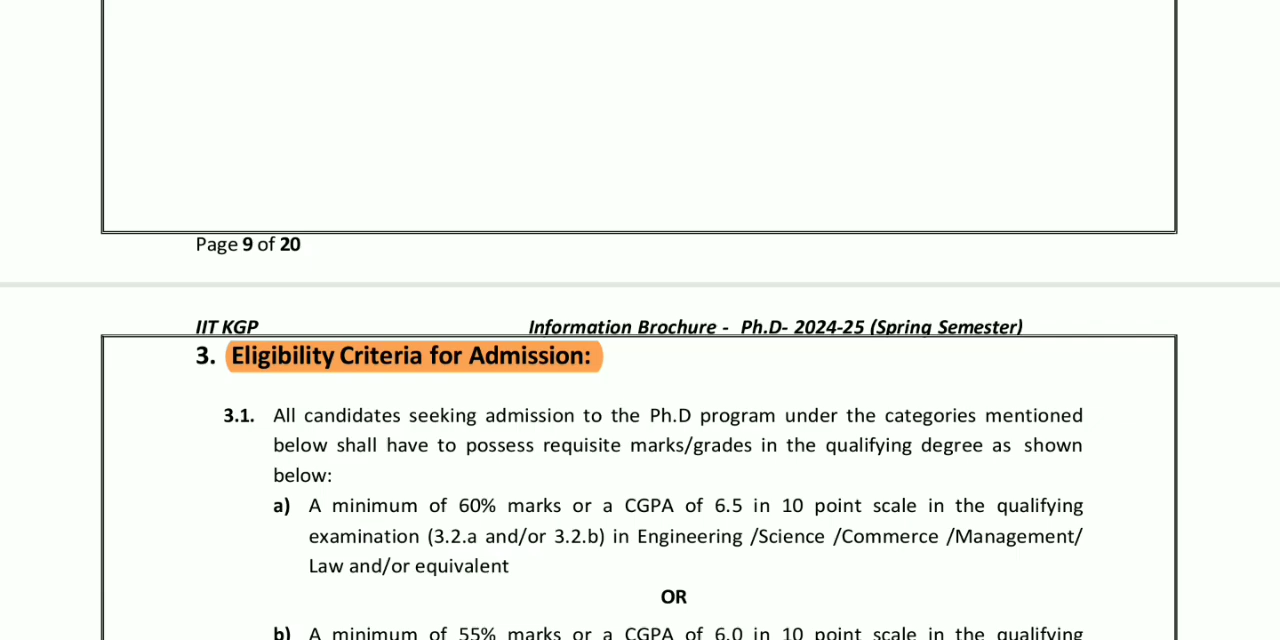 Page 9 of 20
IIT KGP Information Brochure - Ph.D- 2024-25 (Spring Semester)
3. Eligibility Criteria for Admission:
3.1. All candidates seeking admission to the Ph.D program under the categories mentioned
below shall have to possess requisite marks/grades in the qualifying degree as shown
below:
a) A minimum of 60% marks or a CGPA of 6.5 in 10 point scale in the qualifying
examination (3.2.a and/or 3.2.b) in Engineering /Science /Commerce /Management/
Law and/or equivalent
OR
b) A minimum of 55% marks or a CGPA of 6.0 in 10 point scale in the qualifying